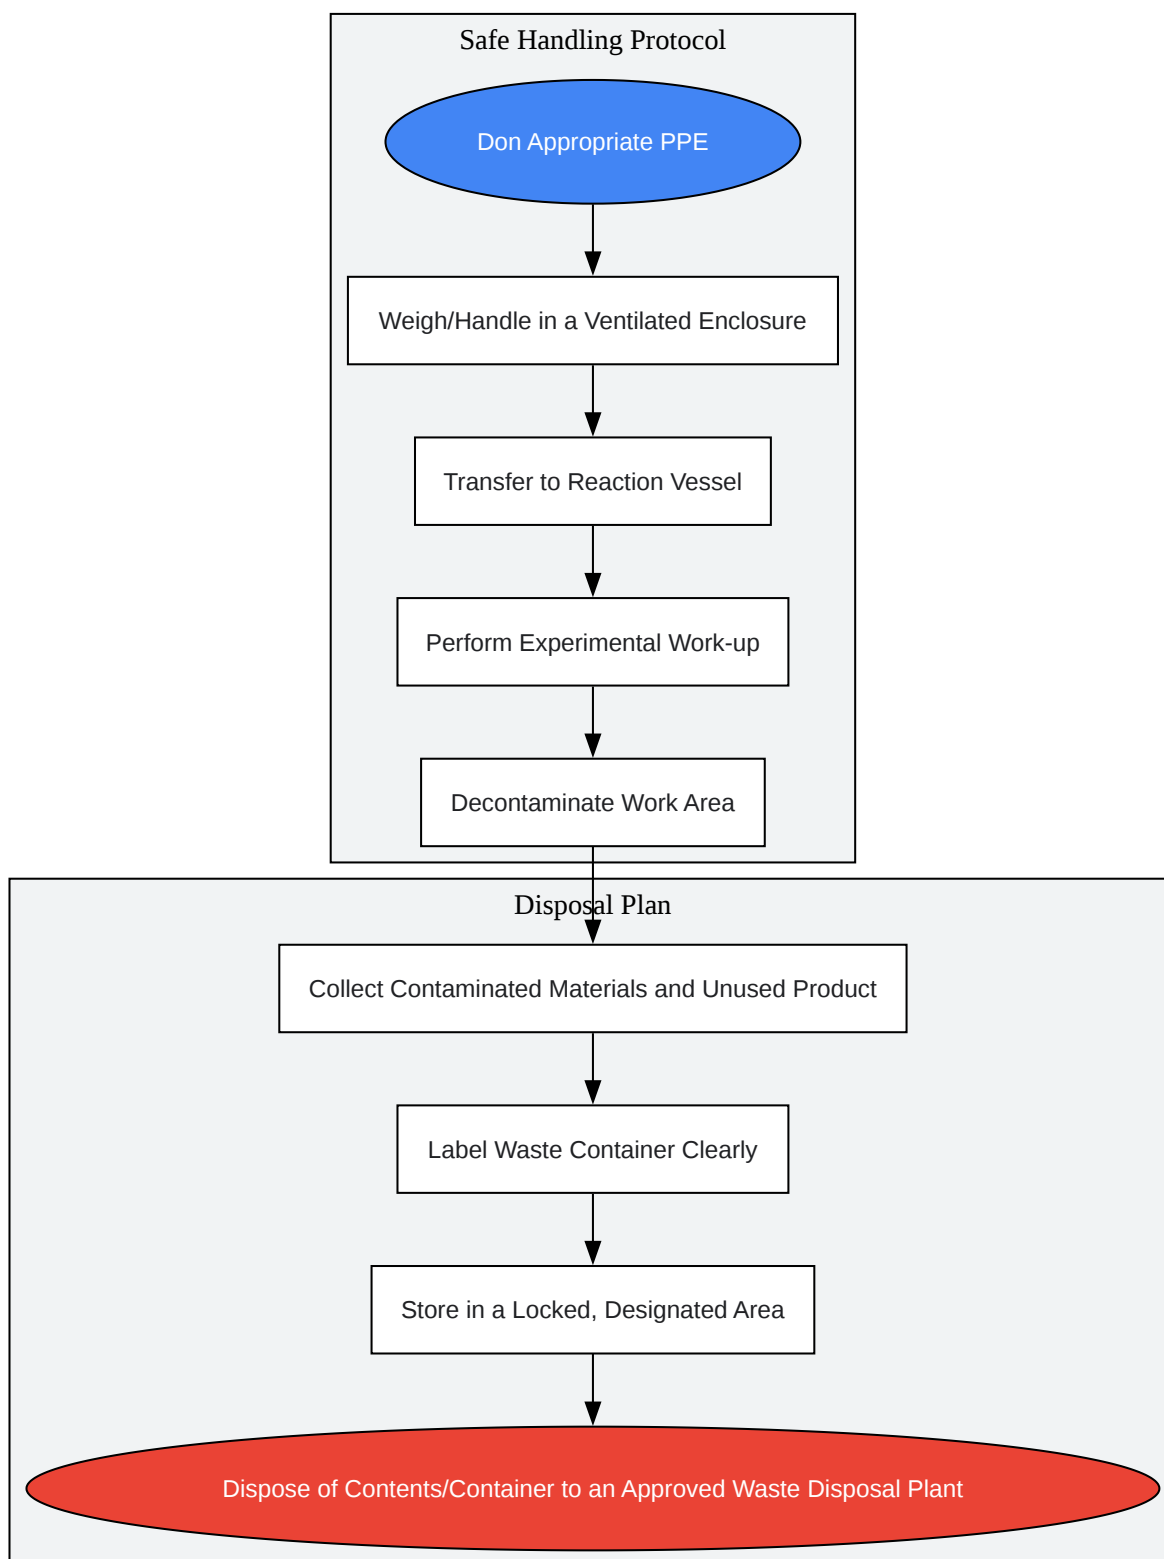 Safe Handling Protocol
Don Appropriate PPE
Weigh/Handle in a Ventilated Enclosure
Transfer to Reaction Vessel
Perform Experimental Work-up
Decontaminate Work Area
Disposal Plan
Collect Contaminated Materials and Unused Product
Label Waste Container Clearly
Store in a Locked, Designated Area
Dispose of Contents/Container to an Approved Waste Disposal Plant